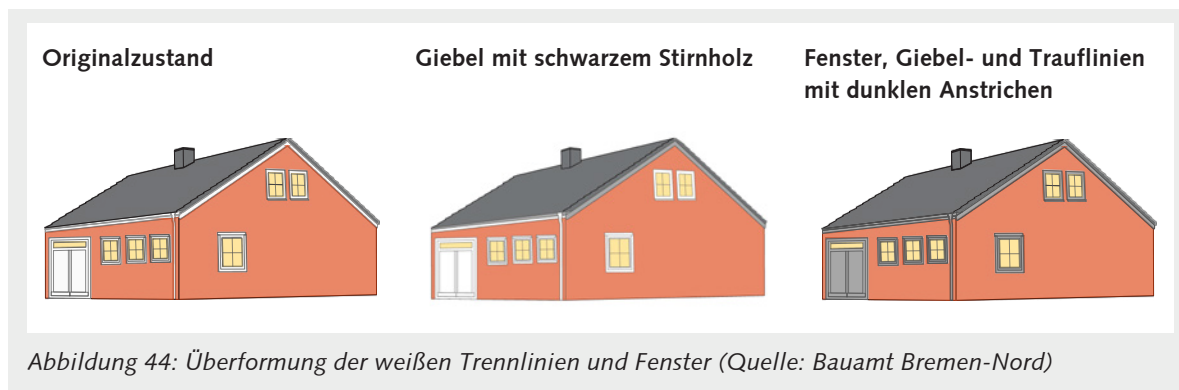 Originalzustand
Giebel mit schwarzem Stirnholz
Fenster, Giebel- und Trauflinien
mit dunklen Anstrichen
Abbildung 44: Überformung der weißen Trennlinien und Fenster (Quelle: Bauamt Bremen-Nord)